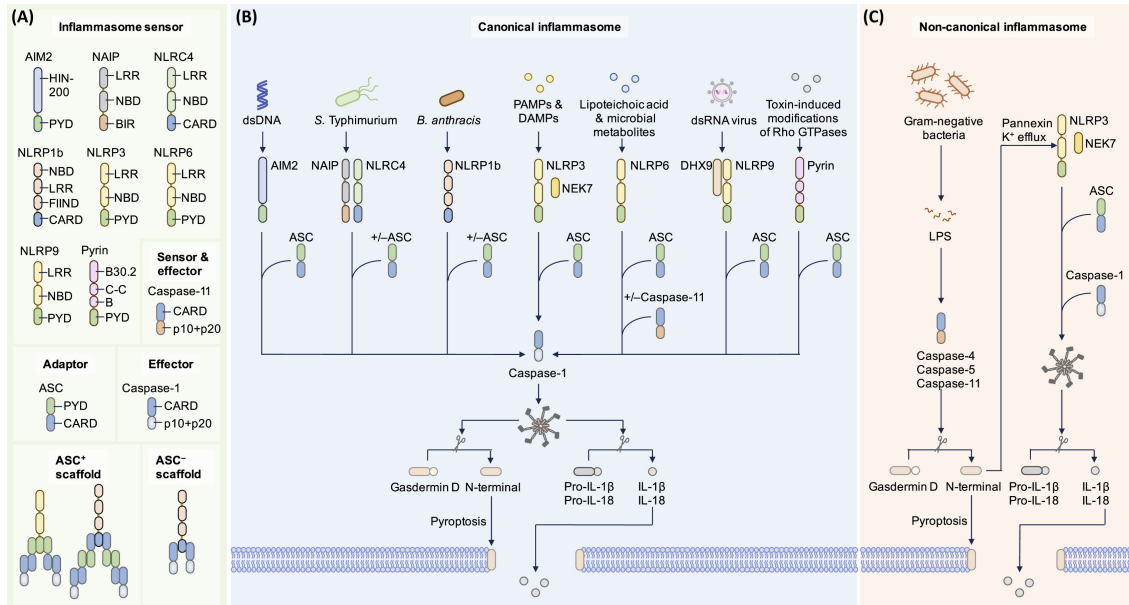 (A)
Inflammasome sensor
AIM2
HIN-
200
PYD
NAIP
LRR
NBD
BIR
NLRC4
LRR
NBD
CARD
NLRP1b
NBD
LRR
FIIND
CARD
NLRP3
LRR
NBD
PYD
NLRP6
LRR
NBD
PYD
NLRP9
LRR
NBD
PYD
Pyrin
B30.2
C-C
B
PYD
Sensor &
effector
Caspase-11
CARD
p10+p20
Adaptor
ASC
PYD
CARD
Effector
Caspase-1
CARD
p10+p20
ASC⁺
scaffold
ASC⁻
scaffold
(B)
Canonical inflammasome
dsDNA
S. Typhimurium
B. anthracis
PAMPs &
DAMPs
Lipoteichoic acid
& microbial
metabolites
dsRNA virus
Toxin-induced
modifications
of Rho GTPases
AIM2
NAIP
NLRC4
NLRP1b
NLRP3
NEK7
NLRP6
DHX9
NLRP9
Pyrin
ASC
+/–ASC
+/–ASC
ASC
ASC
ASC
ASC
+/–Caspase-11
Caspase-1
Gasdermin D
N-terminal
Pro-IL-1β
Pro-IL-18
IL-1β
IL-18
Pyroptosis
(C)
Non-canonical inflammasome
Gram-negative
bacteria
Pannexin
K⁺ efflux
NLRP3
NEK7
LPS
ASC
Caspase-1
Caspase-4
Caspase-5
Caspase-11
Gasdermin D
N-terminal
Pro-IL-1β
Pro-IL-18
IL-1β
IL-18
Pyroptosis